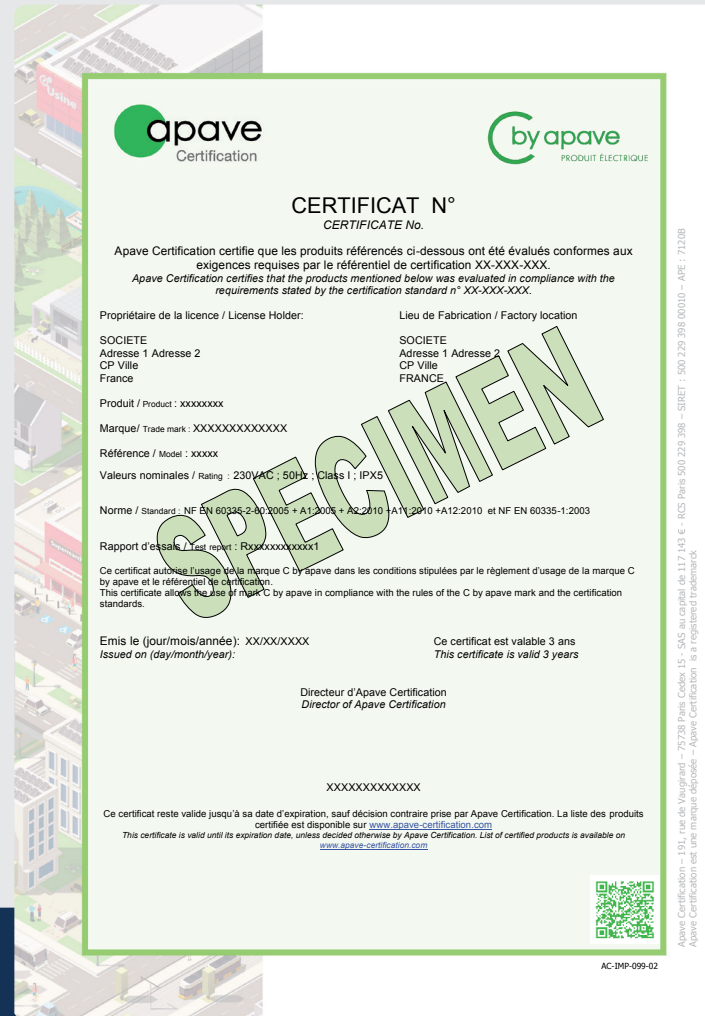 Usine
apave
Certification
by apave
PRODUIT ÉLECTRIQUE
CERTIFICAT N°
CERTIFICATE No.
Apave Certification certifie que les produits référencés ci-dessous ont été évalués conformes aux
exigences requises par le référentiel de certification XX-XXX-XXX.
Apave Certification certifies that the products mentioned below was evaluated in compliance with the
requirements stated by the certification standard n° XX-XXX-XXX.
Propriétaire de la licence / License Holder:
Lieu de Fabrication / Factory location
SOCIETE
Adresse 1 Adresse 2
CP Ville
France
SOCIETE
Adresse 1 Adresse 2
CP Ville
FRANCE
Produit / Product : xxxxxxxx
Marque/ Trade mark : XXXXXXXXXXXXX
Référence / Model : xxxxx
Valeurs nominales / Rating : 230VAC ; 50Hz ; Class I ; IPX5
Norme / Standard : NF EN 60335-2-60:2005 + A1:2005 + A2:2010 +A11:2010 +A12:2010 et NF EN 60335-1:2003
Rapport d'essais / Test report : Rxxxxxxxxxxxx1
SPECIMEN
Ce certificat autorise l'usage de la marque C by apave dans les conditions stipulées par le règlement d'usage de la marque C
by apave et le référentiel de certification.
This certificate allows the use of mark C by apave in compliance with the rules of the C by apave mark and the certification
standards.
Emis le (jour/mois/année): XX/XX/XXXX
Issued on (day/month/year):
Ce certificat est valable 3 ans
This certificate is valid 3 years
Directeur d'Apave Certification
Director of Apave Certification
XXXXXXXXXXXXX
Ce certificat reste valide jusqu'à sa date d'expiration, sauf décision contraire prise par Apave Certification. La liste des produits
certifiée est disponible sur www.apave-certification.com
This certificate is valid until its expiration date, unless decided otherwise by Apave Certification. List of certified products is available on
www.apave-certification.com
AC-IMP-099-02
Apave Certification – 191, rue de Vaugirard – 75738 Paris Cedex 15 - SAS au capital de 117 143 € - RCS Paris 500 229 398 – SIRET : 500 229 398 00010 – APE : 7120B
Apave Certification est une marque déposée – Apave Certification is a registered trademarck